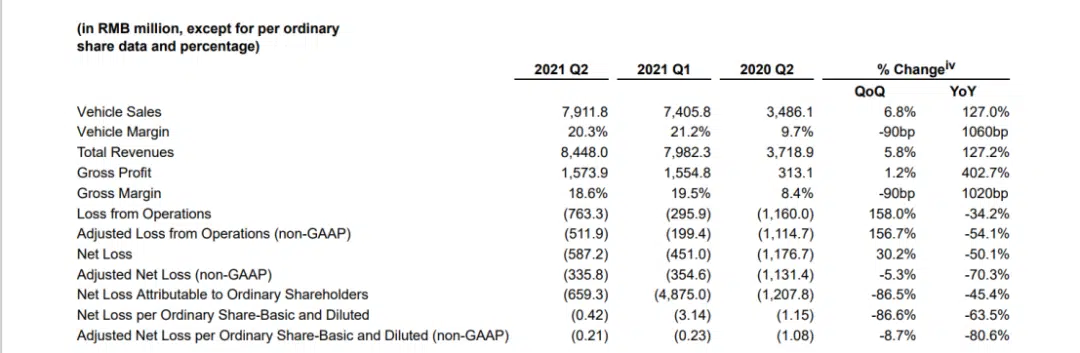 (in RMB million, except for per ordinary
share data and percentage)
2021 Q2 2021 Q1 2020 Q2 % Changeiv
QoQ YoY
Vehicle Sales 7,911.8 7,405.8 3,486.1 6.8% 127.0%
Vehicle Margin 20.3% 21.2% 9.7% -90bp 1060bp
Total Revenues 8,448.0 7,982.3 3,718.9 5.8% 127.2%
Gross Profit 1,573.9 1,554.8 313.1 1.2% 402.7%
Gross Margin 18.6% 19.5% 8.4% -90bp 1020bp
Loss from Operations (763.3) (295.9) (1,160.0) 158.0% -34.2%
Adjusted Loss from Operations (non-GAAP) (511.9) (199.4) (1,114.7) 156.7% -54.1%
Net Loss (587.2) (451.0) (1,176.7) 30.2% -50.1%
Adjusted Net Loss (non-GAAP) (335.8) (354.6) (1,131.4) -5.3% -70.3%
Net Loss Attributable to Ordinary Shareholders (659.3) (4,875.0) (1,207.8) -86.5% -45.4%
Net Loss per Ordinary Share-Basic and Diluted (0.42) (3.14) (1.15) -86.6% -63.5%
Adjusted Net Loss per Ordinary Share-Basic and Diluted (non-GAAP) (0.21) (0.23) (1.08) -8.7% -80.6%